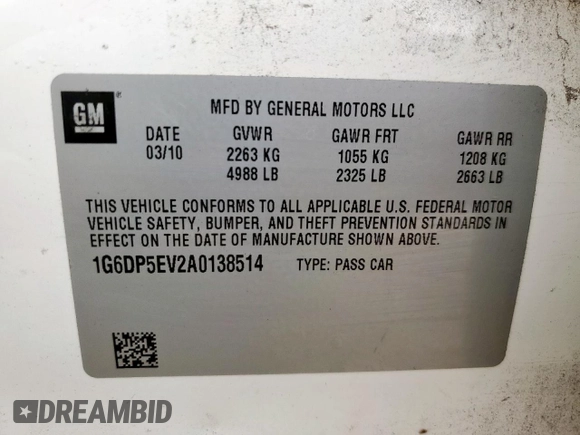 GM
MFD BY GENERAL MOTORS LLC
DATE GVWR GAWR FRT GAWR RR
03/10 2263 KG 1055 KG 1208 KG
4988 LB 2325 LB 2663 LB
THIS VEHICLE CONFORMS TO ALL APPLICABLE U.S. FEDERAL MOTOR
VEHICLE SAFETY, BUMPER, AND THEFT PREVENTION STANDARDS
IN EFFECT ON THE DATE OF MANUFACTURE SHOWN ABOVE.
1G6DP5EV2A0138514 TYPE: PASS CAR
DREAMBID